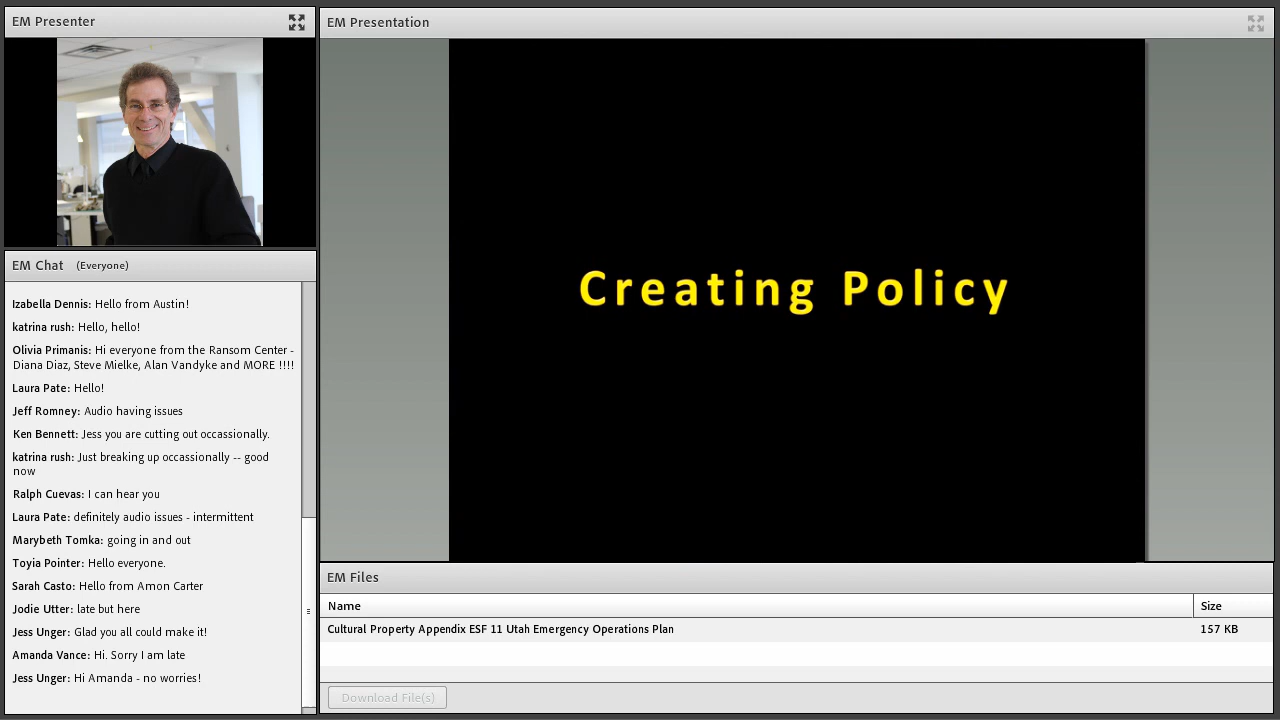 EM Presenter
EM Chat (Everyone)
Izabella Dennis: Hello from Austin!
katrina rush: Hello, hello!
Olivia Primanis: Hi everyone from the Ransom Center -
Diana Diaz, Steve Mielke, Alan Vandyke and MORE !!!!
Laura Pate: Hello!
Jeff Romney: Audio having issues
Ken Bennett: Jess you are cutting out occassionally.
katrina rush: Just breaking up occassionally -- good
now
Ralph Cuevas: I can hear you
Laura Pate: definitely audio issues - intermittent
Marybeth Tomka: going in and out
Toyia Pointer: Hello everyone.
Sarah Casto: Hello from Amon Carter
Jodie Utter: late but here
Jess Unger: Glad you all could make it!
Amanda Vance: Hi. Sorry I am late
Jess Unger: Hi Amanda - no worries!
EM Presentation
Creating Policy
EM Files
Name Size
Cultural Property Appendix ESF 11 Utah Emergency Operations Plan 157 KB
Download File(s)